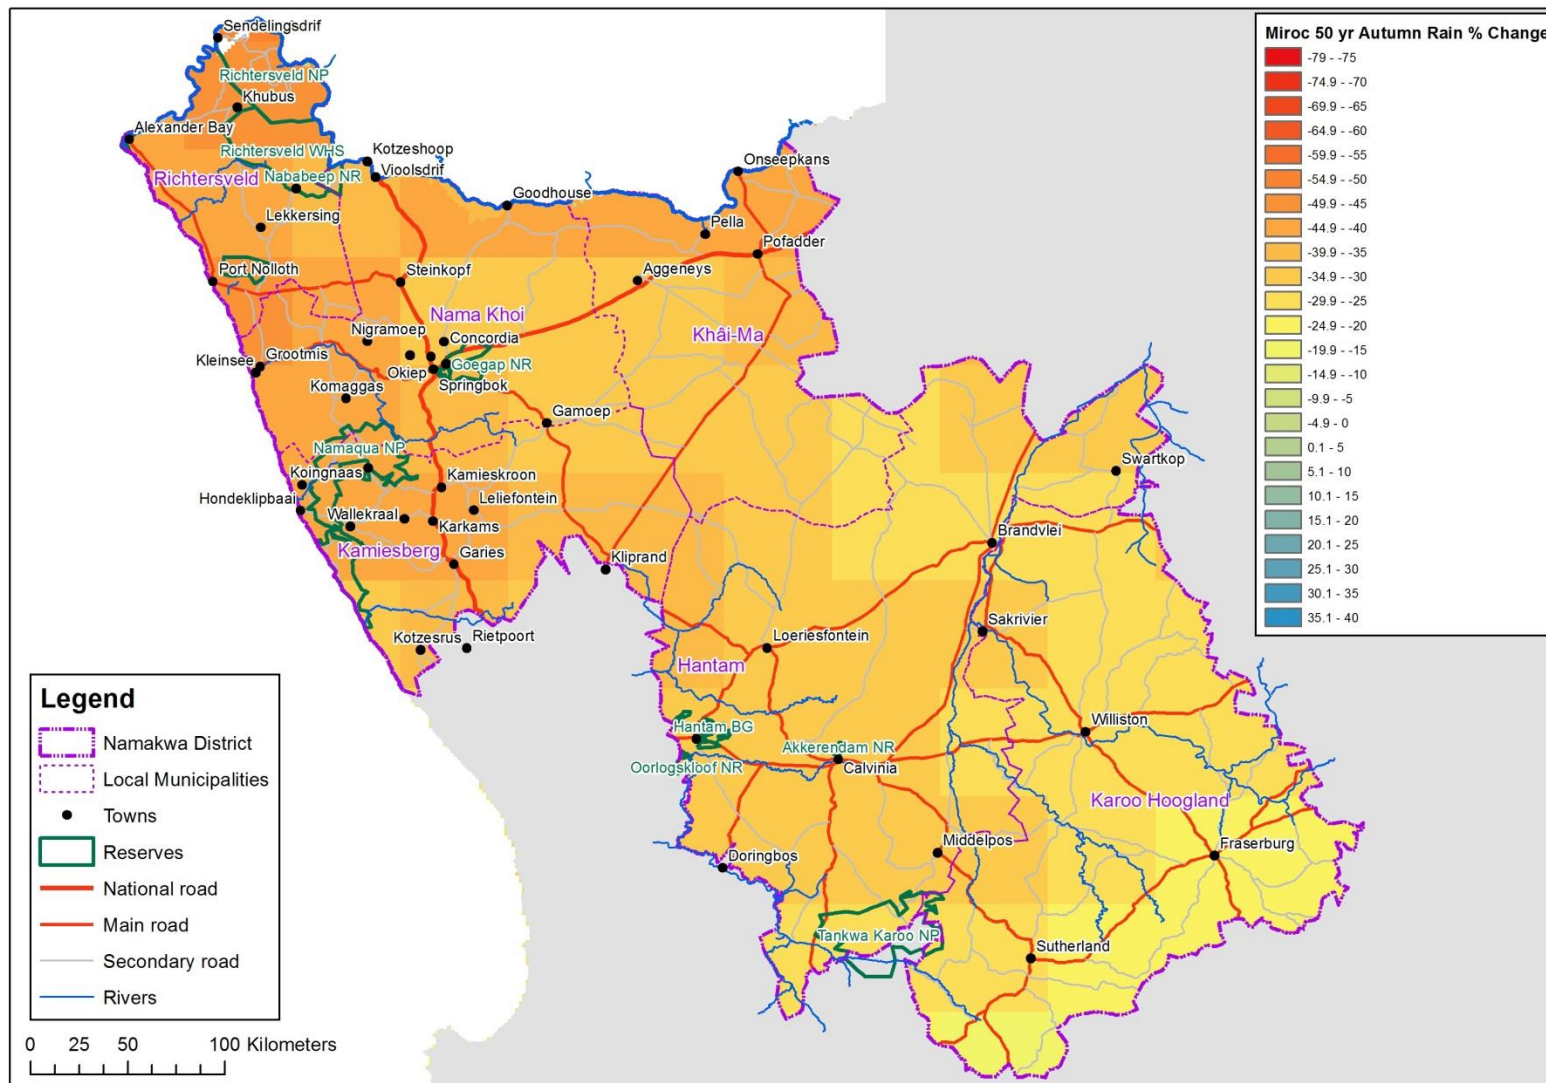 Sendelingsdrif
Richtersveld NP
Khubus
Alexander Bay
Richtersveld WHS
Kotzeshoop
Vioolsdrif
Richtersveld
Nababeep NR
Onseepkans
Goodhouse
Lekkersing
Pella
Pofadder
Port Nolloth
Steinkopf
Aggeneys
Nama Khoi
Khâi-Ma
Nigramoep
Concordia
Kleinsee
Grootmis
Okiep
Goegap NR
Springbok
Komaggas
Gamoep
Namaqua NP
Koingnaas
Kamieskroon
Swartkop
Hondeklipbaai
Leliefontein
Wallekraal
Karkams
Brandvlei
Kamiesberg
Garies
Kliprand
Sakrivier
Kotzesrus
Rietpoort
Loeriesfontein
Hantam
Williston
Hantam BG
Akkerendam NR
Oorlogskloof NR
Calvinia
Karoo Hoogland
Middelpos
Fraserburg
Doringbos
Tankwa Karoo NP
Sutherland
Miroc 50 yr Autumn Rain % Change
-79 - -75
-74.9 - -70
-69.9 - -65
-64.9 - -60
-59.9 - -55
-54.9 - -50
-49.9 - -45
-44.9 - -40
-39.9 - -35
-34.9 - -30
-29.9 - -25
-24.9 - -20
-19.9 - -15
-14.9 - -10
-9.9 - -5
-4.9 - 0
0.1 - 5
5.1 - 10
10.1 - 15
15.1 - 20
20.1 - 25
25.1 - 30
30.1 - 35
35.1 - 40
Legend
Namakwa District
Local Municipalities
Towns
Reserves
National road
Main road
Secondary road
Rivers
0 25 50 100 Kilometers